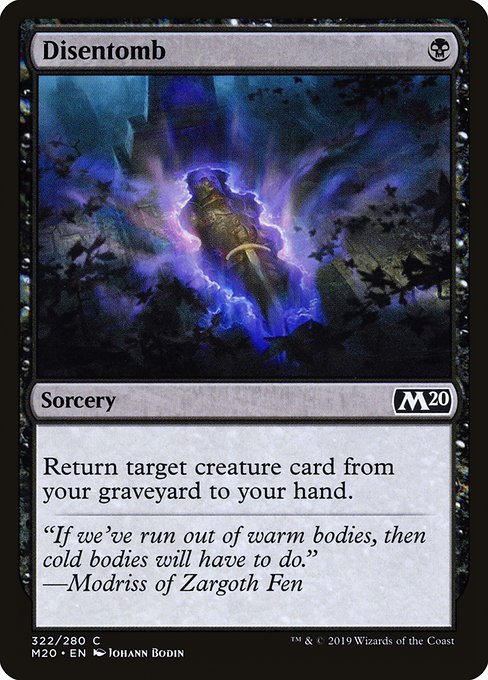 Disentomb
Sorcery
M20
Return target creature card from
your graveyard to your hand.
“If we’ve run out of warm bodies, then
cold bodies will have to do.”
—Modriss of Zargoth Fen
322/280 C
™ & © 2019 Wizards of the Coast
M20 • EN Johann Bodin